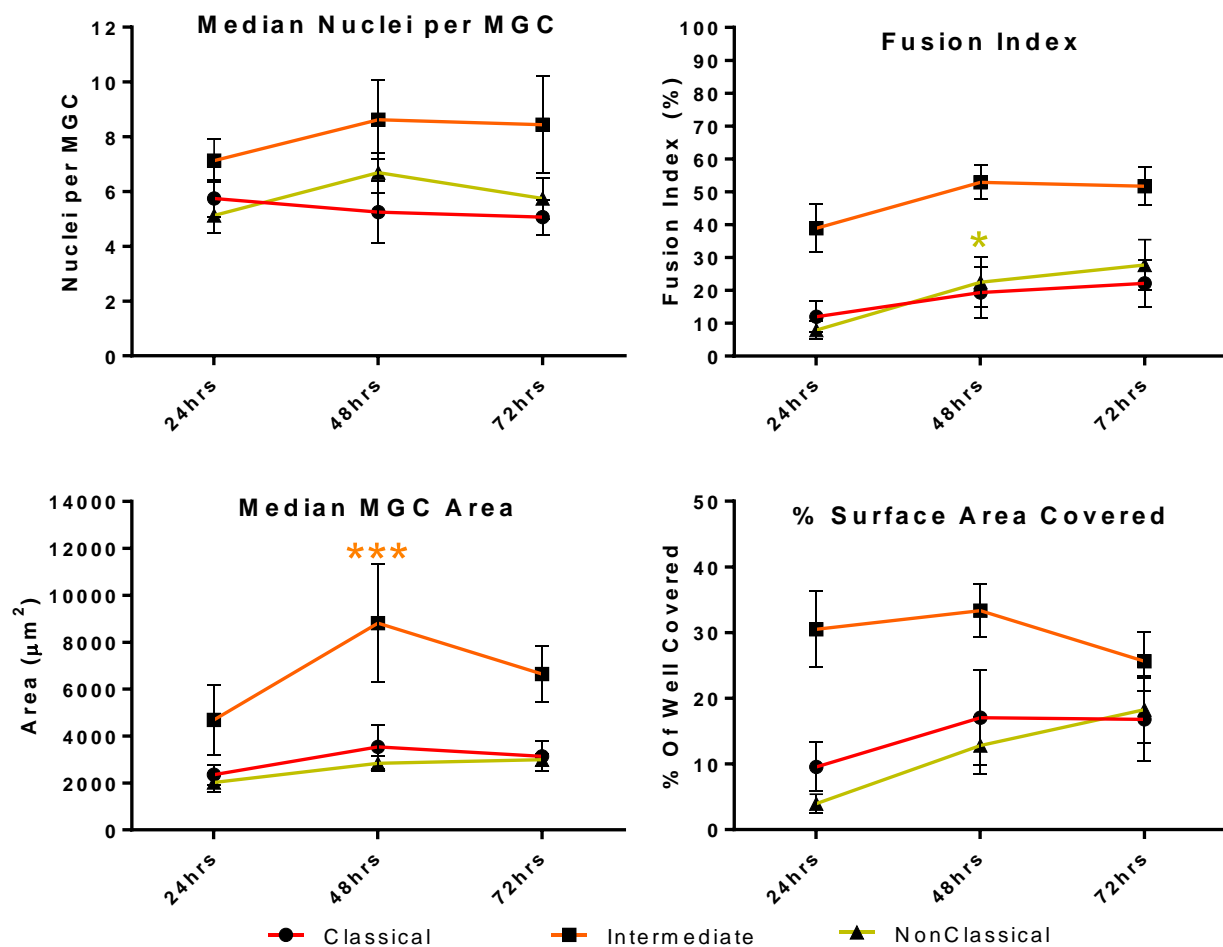 Median Nuclei per MGC
Nuclei per MGC
12
10
8
6
4
2
0
24hrs
48hrs
72hrs
Fusion Index
Fusion Index (%)
100
90
80
70
60
50
40
30
20
10
0
*
24hrs
48hrs
72hrs
Median MGC Area
Area (μm²)
14000
12000
10000
8000
6000
4000
2000
0
***
24hrs
48hrs
72hrs
% Surface Area Covered
% Of Well Covered
50
40
30
20
10
0
24hrs
48hrs
72hrs
Classical Intermediate NonClassical